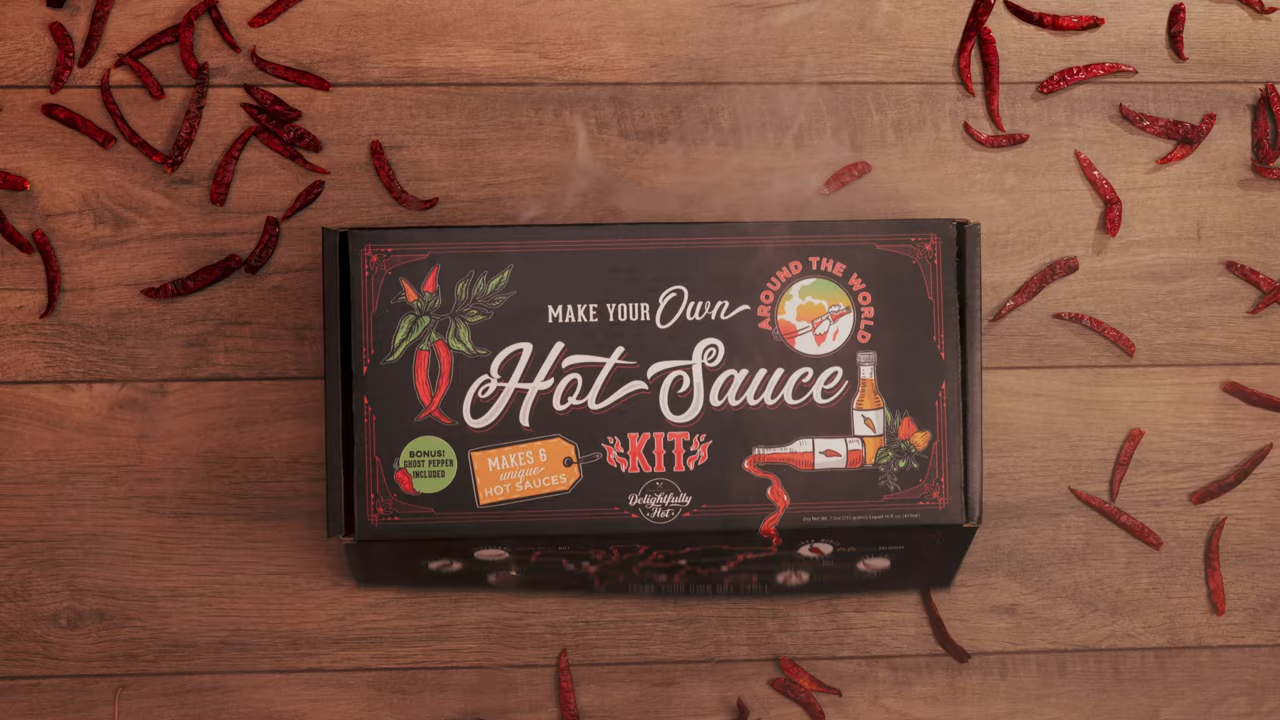 MAKE YOUR Own
AROUND THE WORLD
Hot Sauce
KIT
BONUS!
GHOST PEPPER
INCLUDED
MAKES 6
unique
HOT SAUCES
Delightfully
Hot